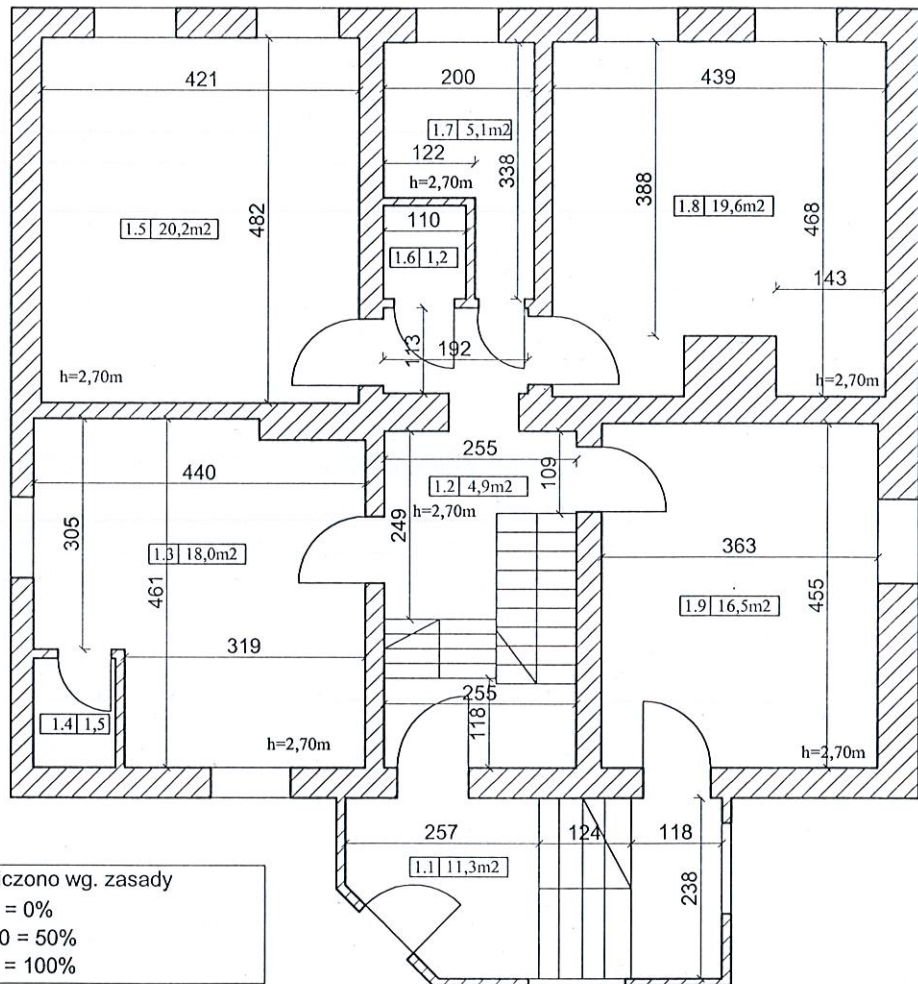 421
200
439
1.7 5,1m2
122
h=2,70m
338
388
1.8 19,6m2
468
482
1.5 20,2m2
110
1.6 1,2
143
113
192
h=2,70m
h=2,70m
440
255
109
1.2 4,9m2
h=2,70m
249
305
1.3 18,0m2
461
363
455
1.9 16,5m2
319
255
118
1.4 1,5
h=2,70m
h=2,70m
257
124
118
1.1 11,3m2
238
czono wg. zasady
= 0%
0 = 50%
= 100%